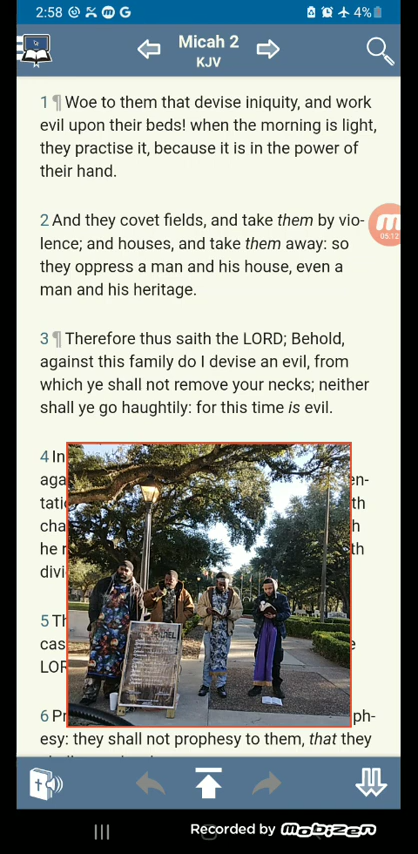 2:58
4%
Micah 2
KJV
1 ¶ Woe to them that devise iniquity, and work
evil upon their beds! when the morning is light,
they practise it, because it is in the power of
their hand.
2 And they covet fields, and take them by vio-
lence; and houses, and take them away: so
05:12
they oppress a man and his house, even a
man and his heritage.
3 ¶ Therefore thus saith the LORD; Behold,
against this family do I devise an evil, from
which ye shall not remove your necks; neither
shall ye go haughtily: for this time is evil.
4 In
aga en-
tati th
cha h
he r th
divi
5 Th
cas e
LOR
6 Pr ph-
esy: they shall not prophesy to them, that they
Recorded by mobizen